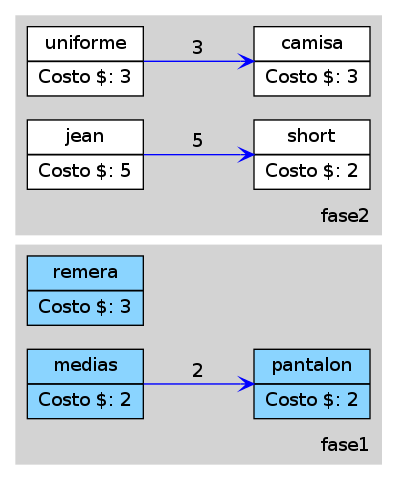 uniforme
Costo $: 3
3
camisa
Costo $: 3
jean
Costo $: 5
5
short
Costo $: 2
fase2
remera
Costo $: 3
medias
Costo $: 2
2
pantalon
Costo $: 2
fase1